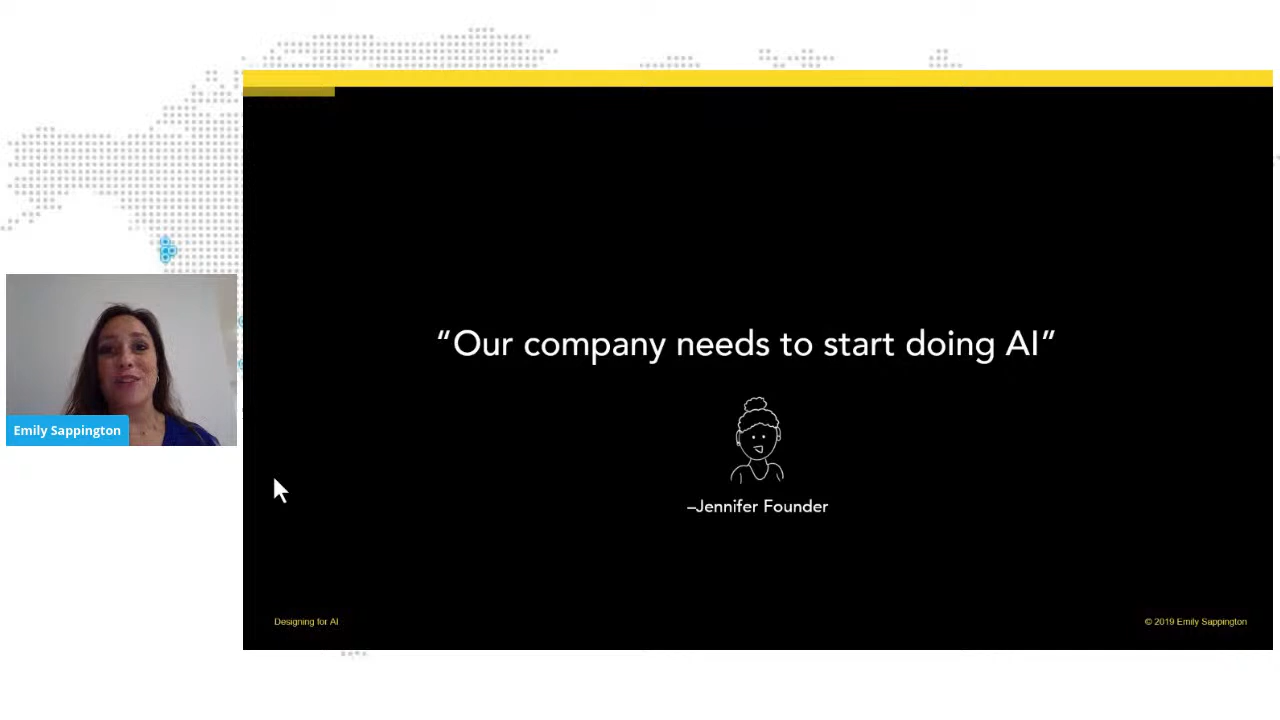 “Our company needs to start doing AI”
–Jennifer Founder
Emily Sappington
Designing for AI
© 2019 Emily Sappington